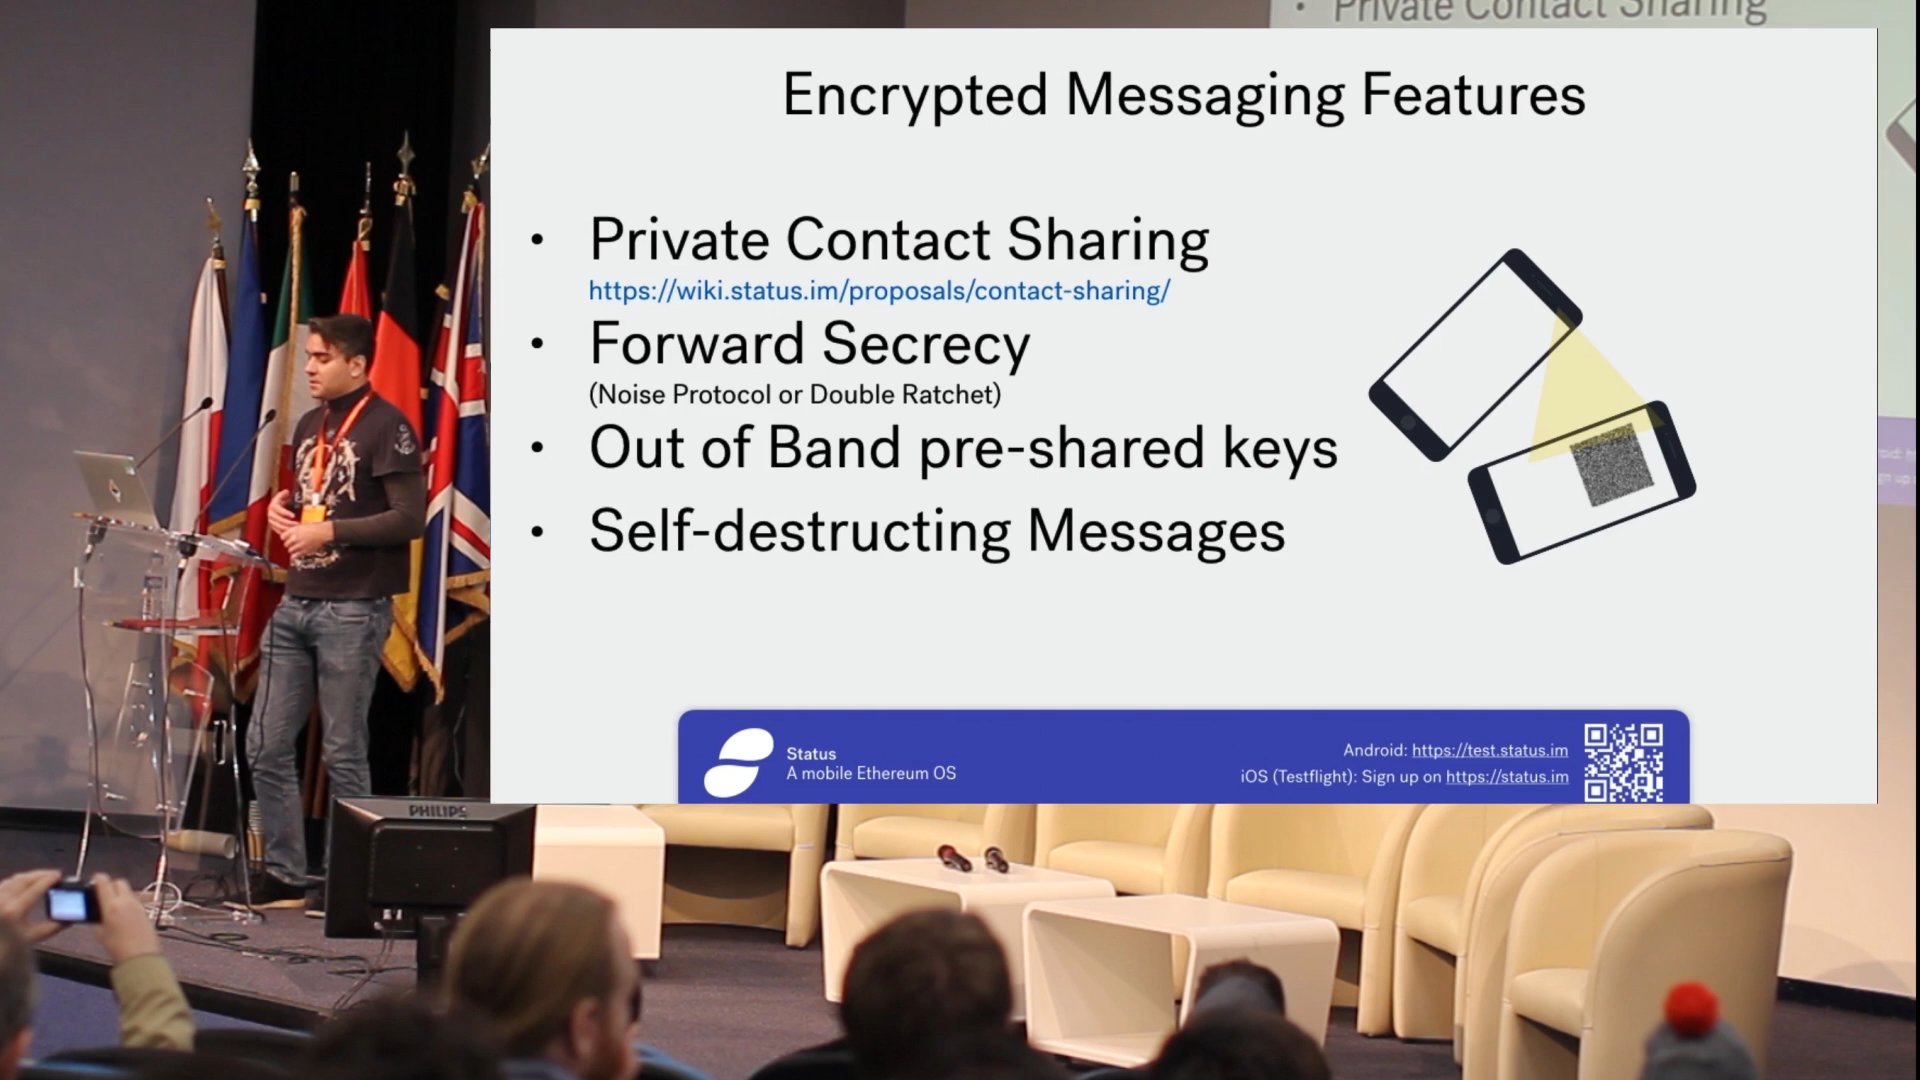 Private Contact Sharing
Encrypted Messaging Features
• Private Contact Sharing
https://wiki.status.im/proposals/contact-sharing/
• Forward Secrecy
(Noise Protocol or Double Ratchet)
• Out of Band pre-shared keys
• Self-destructing Messages
Status
A mobile Ethereum OS
Android: https://test.status.im
iOS (Testflight): Sign up on https://status.im
PHILIPS